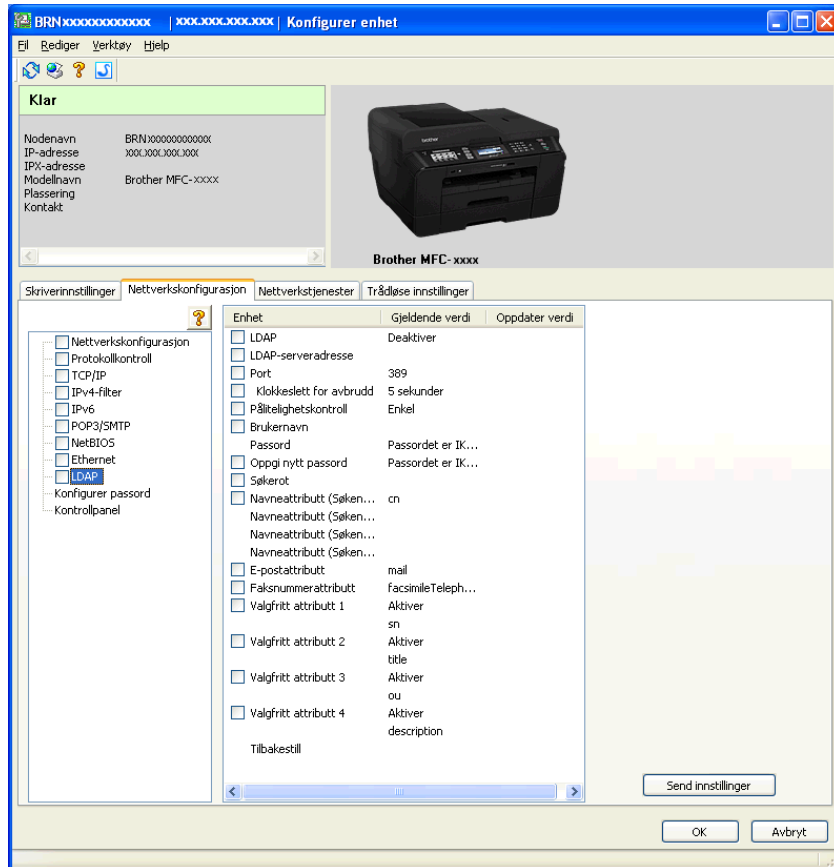 BRNxxxxxxxxxxxx | xxx.xxx.xxx.xxx | Konfigurer enhet
Fil Rediger Verktøy Hjelp
Klar
Nodenavn BRNxxxxxxxxxxxx
IP-adresse xxx.xxx.xxx.xxx
IPX-adresse
Modellnavn Brother MFC-xxxx
Plassering
Kontakt
brother
Brother MFC-xxxx
Skriverinnstillinger Nettverkskonfigurasjon Nettverkstjenester Trådløse innstillinger
Nettverkskonfigurasjon
Protokollkontroll
TCP/IP
IPv4-filter
IPv6
POP3/SMTP
NetBIOS
Ethernet
LDAP
Konfigurer passord
Kontrollpanel
Enhet Gjeldende verdi Oppdater verdi
LDAP Deaktiver
LDAP-serveradresse
Port 389
Klokkeslett for avbrudd 5 sekunder
Pålitelighetskontroll Enkel
Brukernavn
Passord Passordet er IK...
Oppgi nytt passord Passordet er IK...
Søkerot
Navneattributt (Søken... cn
Navneattributt (Søken...
Navneattributt (Søken...
Navneattributt (Søken...
E-postattributt mail
Faksnummerattributt facsimileTeleph...
Valgfritt attributt 1 Aktiver
sn
Valgfritt attributt 2 Aktiver
title
Valgfritt attributt 3 Aktiver
ou
Valgfritt attributt 4 Aktiver
description
Tilbakestill
Send innstillinger
OK Avbryt